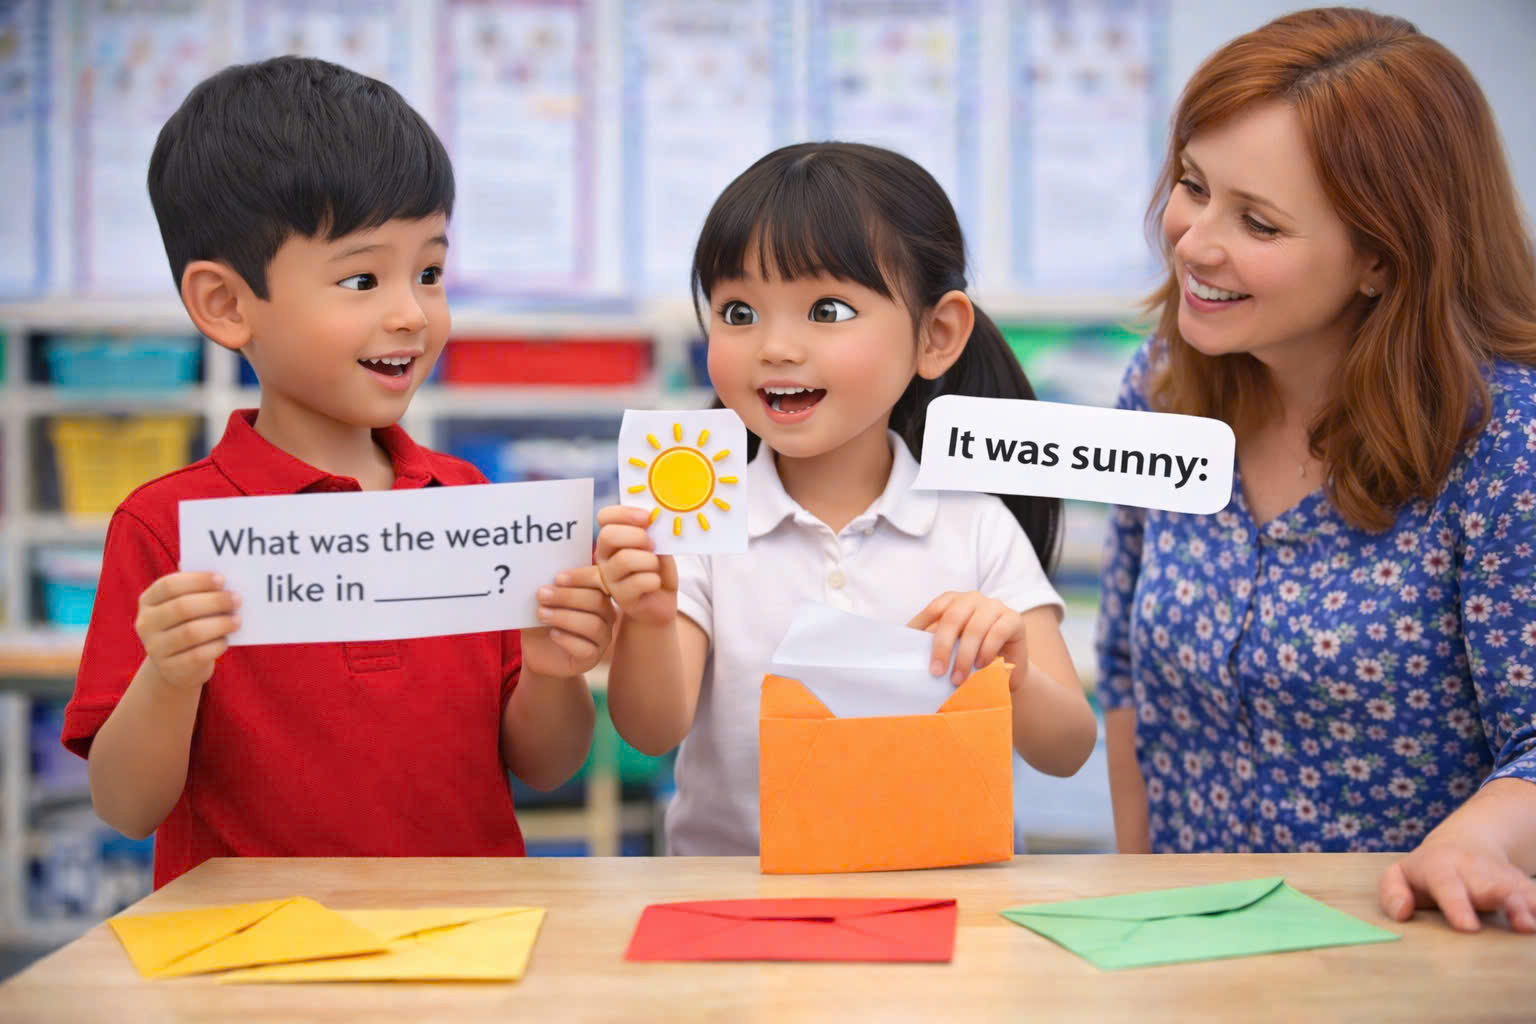 What was the weather
like in ______?
It was sunny: